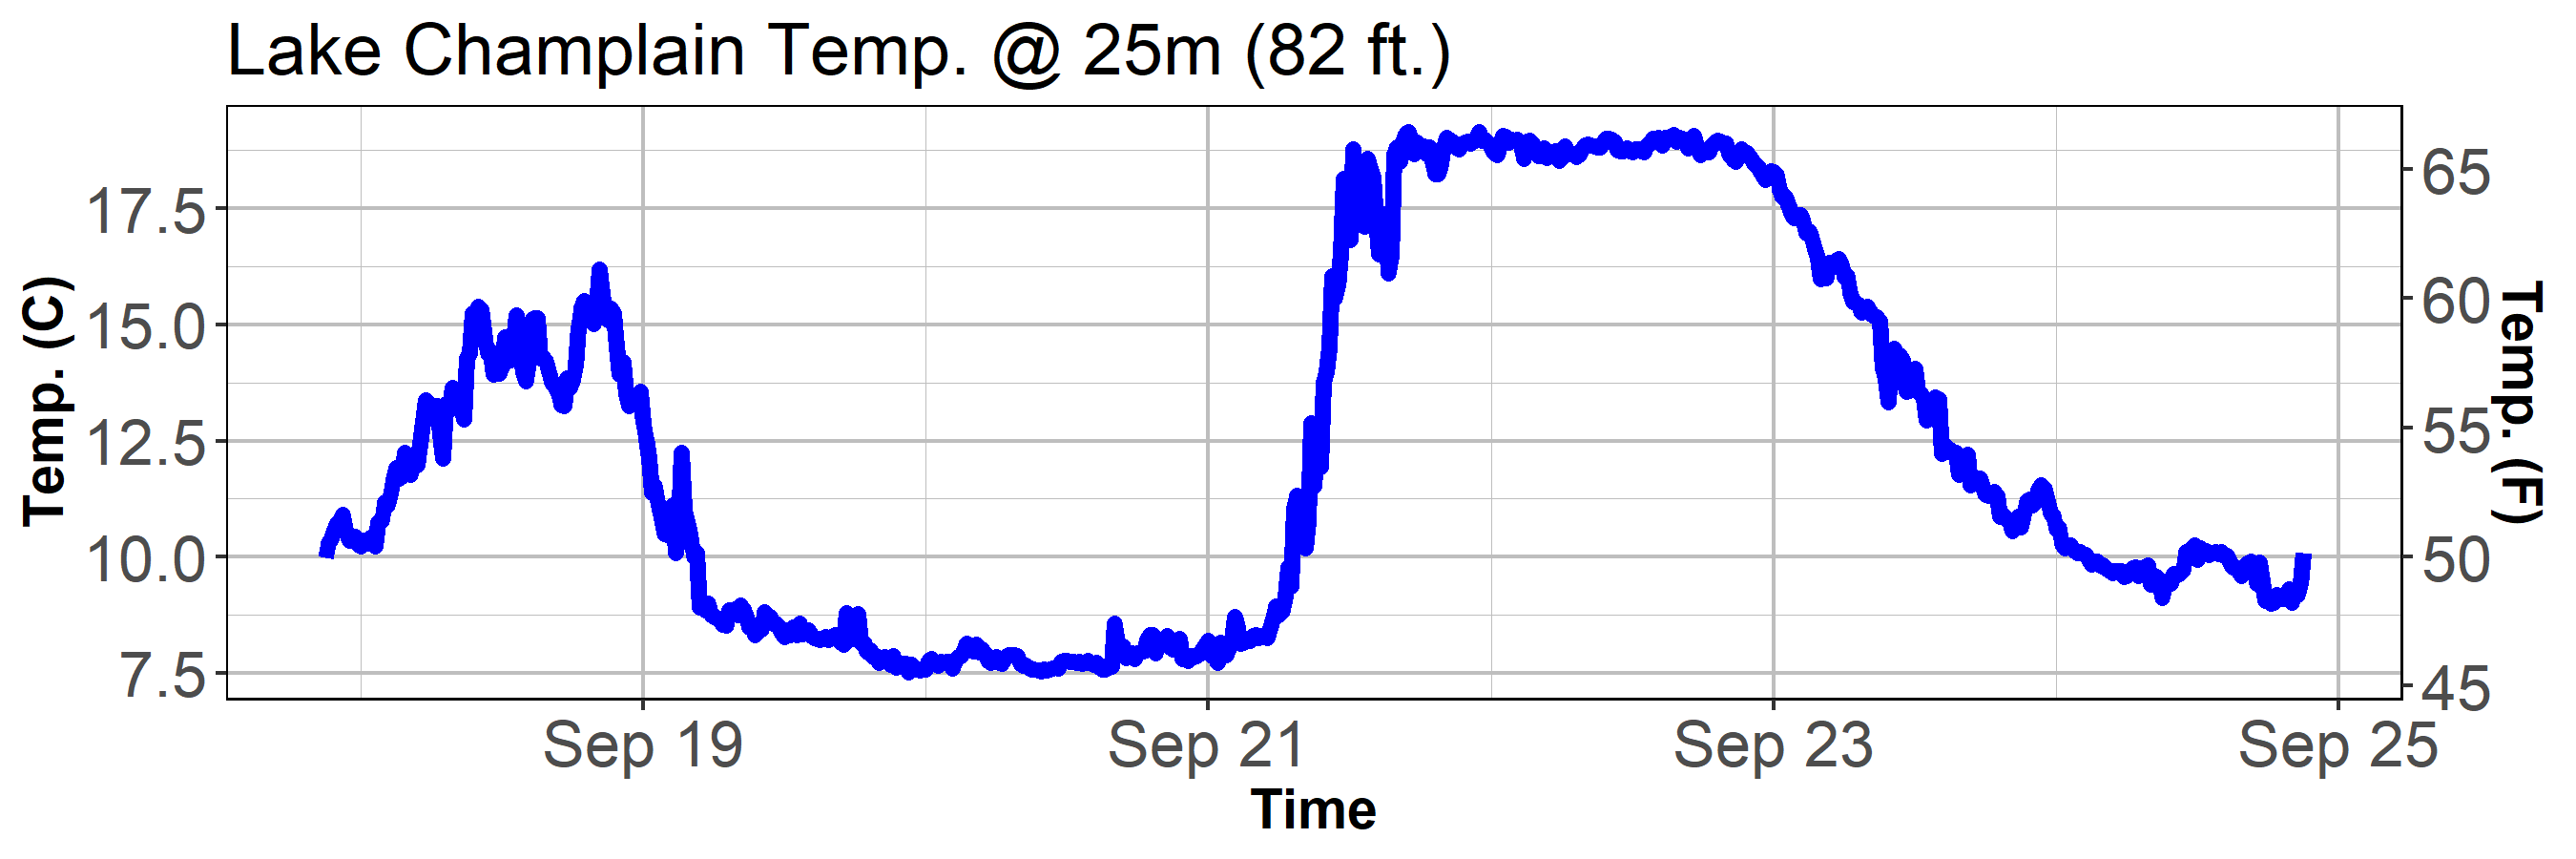 Lake Champlain Temp. @ 25m (82 ft.)
Temp. (C)
17.5
15.0
12.5
10.0
7.5
65
60
55
50
45
Temp. (F)
Sep 19 Sep 21 Sep 23 Sep 25
Time